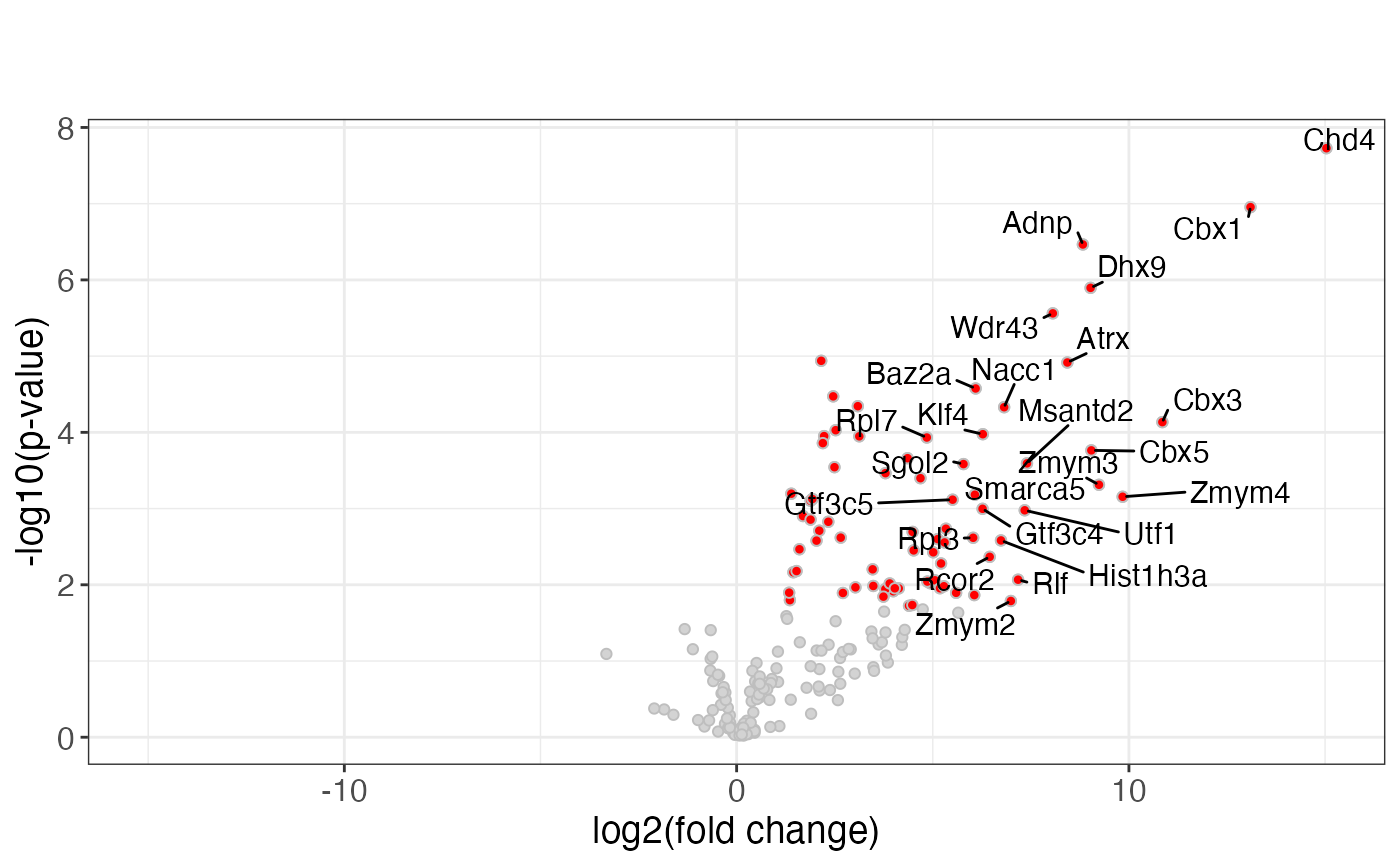 8
6
4
2
0
-log10(p-value)
Chd4
Adnp
Cbx1
Dhx9
Wdr43
Atrx
Baz2a
Nacc1
Cbx3
Rpl7
Klf4
Msantd2
Sgol2
Zmym3
Cbx5
Gtf3c5
Smarca5
Zmym4
Rpl3
Gtf3c4
Utf1
Rcor2
Rlf
Hist1h3a
Zmym2
-10
0
10
log2(fold change)